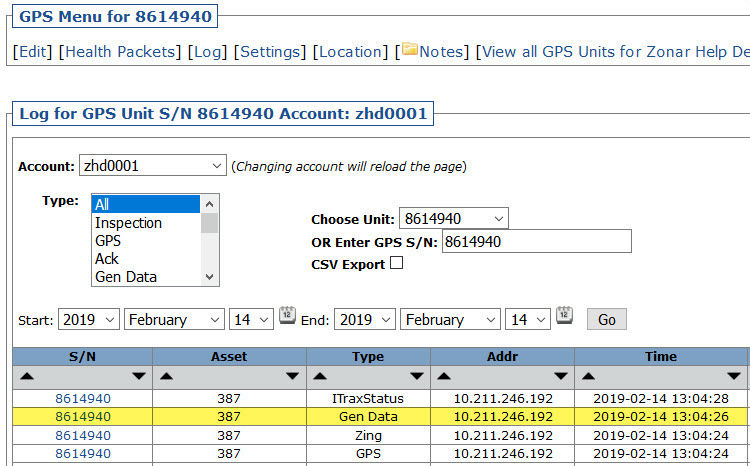 GPS Menu for 8614940
[Edit] [Health Packets] [Log] [Settings] [Location] [Notes] [View all GPS Units for Zonar Help De
Log for GPS Unit S/N 8614940 Account: zhd0001
Account: zhd0001 (Changing account will reload the page)
Type: All
Inspection
GPS
Ack
Gen Data
Choose Unit: 8614940
OR Enter GPS S/N: 8614940
CSV Export
Start: 2019 February 14 12 End: 2019 February 14 12 Go
S/N Asset Type Addr Time
8614940 387 ITraxStatus 10.211.246.192 2019-02-14 13:04:28
8614940 387 Gen Data 10.211.246.192 2019-02-14 13:04:26
8614940 387 Zing 10.211.246.192 2019-02-14 13:04:24
8614940 387 GPS 10.211.246.192 2019-02-14 13:04:24